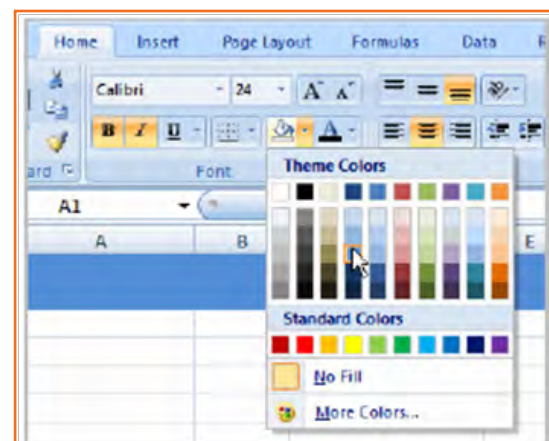 Home Insert Page Layout Formulas Data
Calibri 24 A A
B I U A
ard Font
A1
A B E
Theme Colors
Standard Colors
No Fill
More Colors...